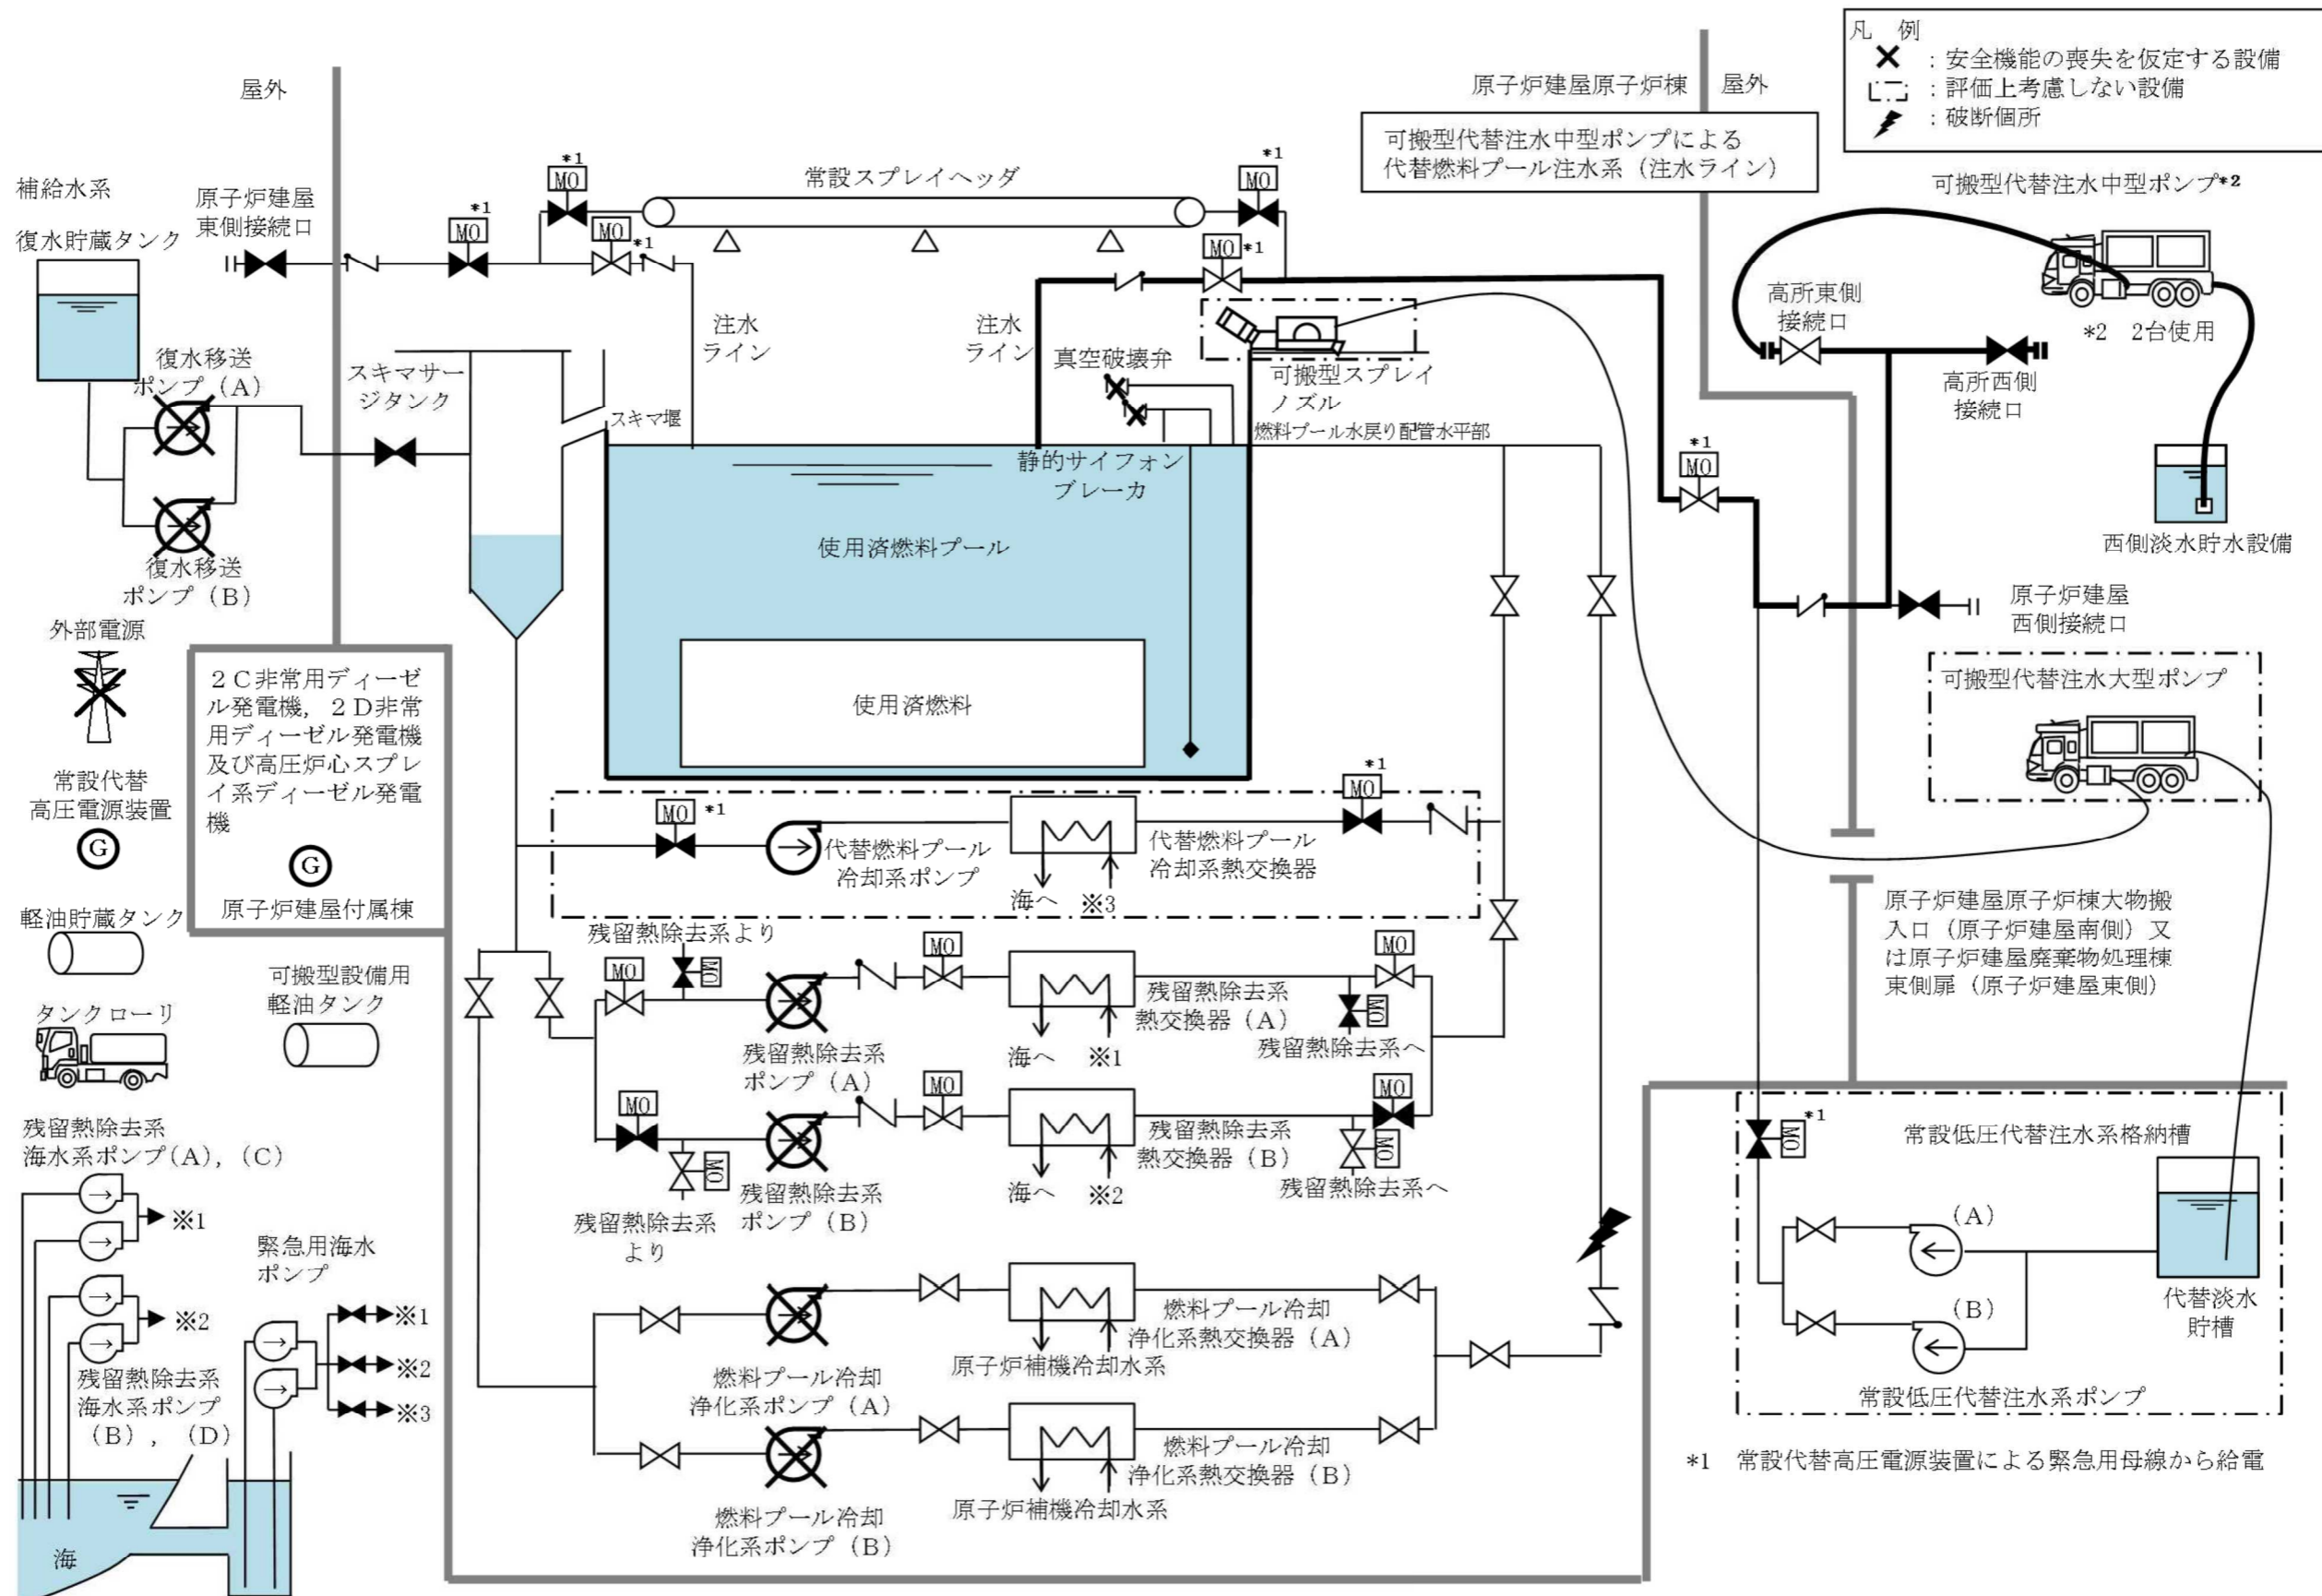 凡　例
：安全機能の喪失を仮定する設備
：評価上考慮しない設備
：破断個所
屋外
原子炉建屋原子炉棟
屋外
可搬型代替注水中型ポンプによる
代替燃料プール注水系（注水ライン）
補給水系
復水貯蔵タンク
原子炉建屋
東側接続口
*1
MO
*1
MO
MO
*1
常設スプレイヘッダ
*1
MO
MO
*1
可搬型代替注水中型ポンプ*2
*2　2台使用
高所東側
接続口
高所西側
接続口
西側淡水貯水設備
復水移送
ポンプ（A）
復水移送
ポンプ（B）
スキマサー
ジタンク
スキマ堰
注水
ライン
注水
ライン
真空破壊弁
可搬型スプレイ
ノズル
燃料プール水戻り配管水平部
静的サイフォン
ブレーカ
使用済燃料プール
使用済燃料
*1
MO
原子炉建屋
西側接続口
外部電源
常設代替
高圧電源装置
G
２Ｃ非常用ディーゼ
ル発電機，２Ｄ非常
用ディーゼル発電機
及び高圧炉心スプレ
イ系ディーゼル発電
機
G
原子炉建屋付属棟
軽油貯蔵タンク
可搬型設備用
軽油タンク
タンクローリ
可搬型代替注水大型ポンプ
MO
*1
代替燃料プール
冷却系ポンプ
海へ
※3
代替燃料プール
冷却系熱交換器
*1
MO
原子炉建屋原子炉棟大物搬
入口（原子炉建屋南側）又
は原子炉建屋廃棄物処理棟
東側扉（原子炉建屋東側）
残留熱除去系より
MO
MO
残留熱除去系
ポンプ（A）
MO
海へ
※1
残留熱除去系
熱交換器（A）
MO
MO
残留熱除去系へ
MO
MO
残留熱除去系
より
残留熱除去系
ポンプ（B）
MO
海へ
※2
残留熱除去系
熱交換器（B）
MO
MO
残留熱除去系へ
残留熱除去系
海水系ポンプ(A)，(C)
※1
※2
残留熱除去系
海水系ポンプ
（B），（D）
緊急用海水
ポンプ
※1
※2
※3
海
燃料プール冷却
浄化系ポンプ（A）
原子炉補機冷却水系
燃料プール冷却
浄化系熱交換器（A）
燃料プール冷却
浄化系ポンプ（B）
原子炉補機冷却水系
燃料プール冷却
浄化系熱交換器（B）
*1
MO
常設低圧代替注水系格納槽
（A）
（B）
代替淡水
貯槽
常設低圧代替注水系ポンプ
*1　常設代替高圧電源装置による緊急用母線から給電